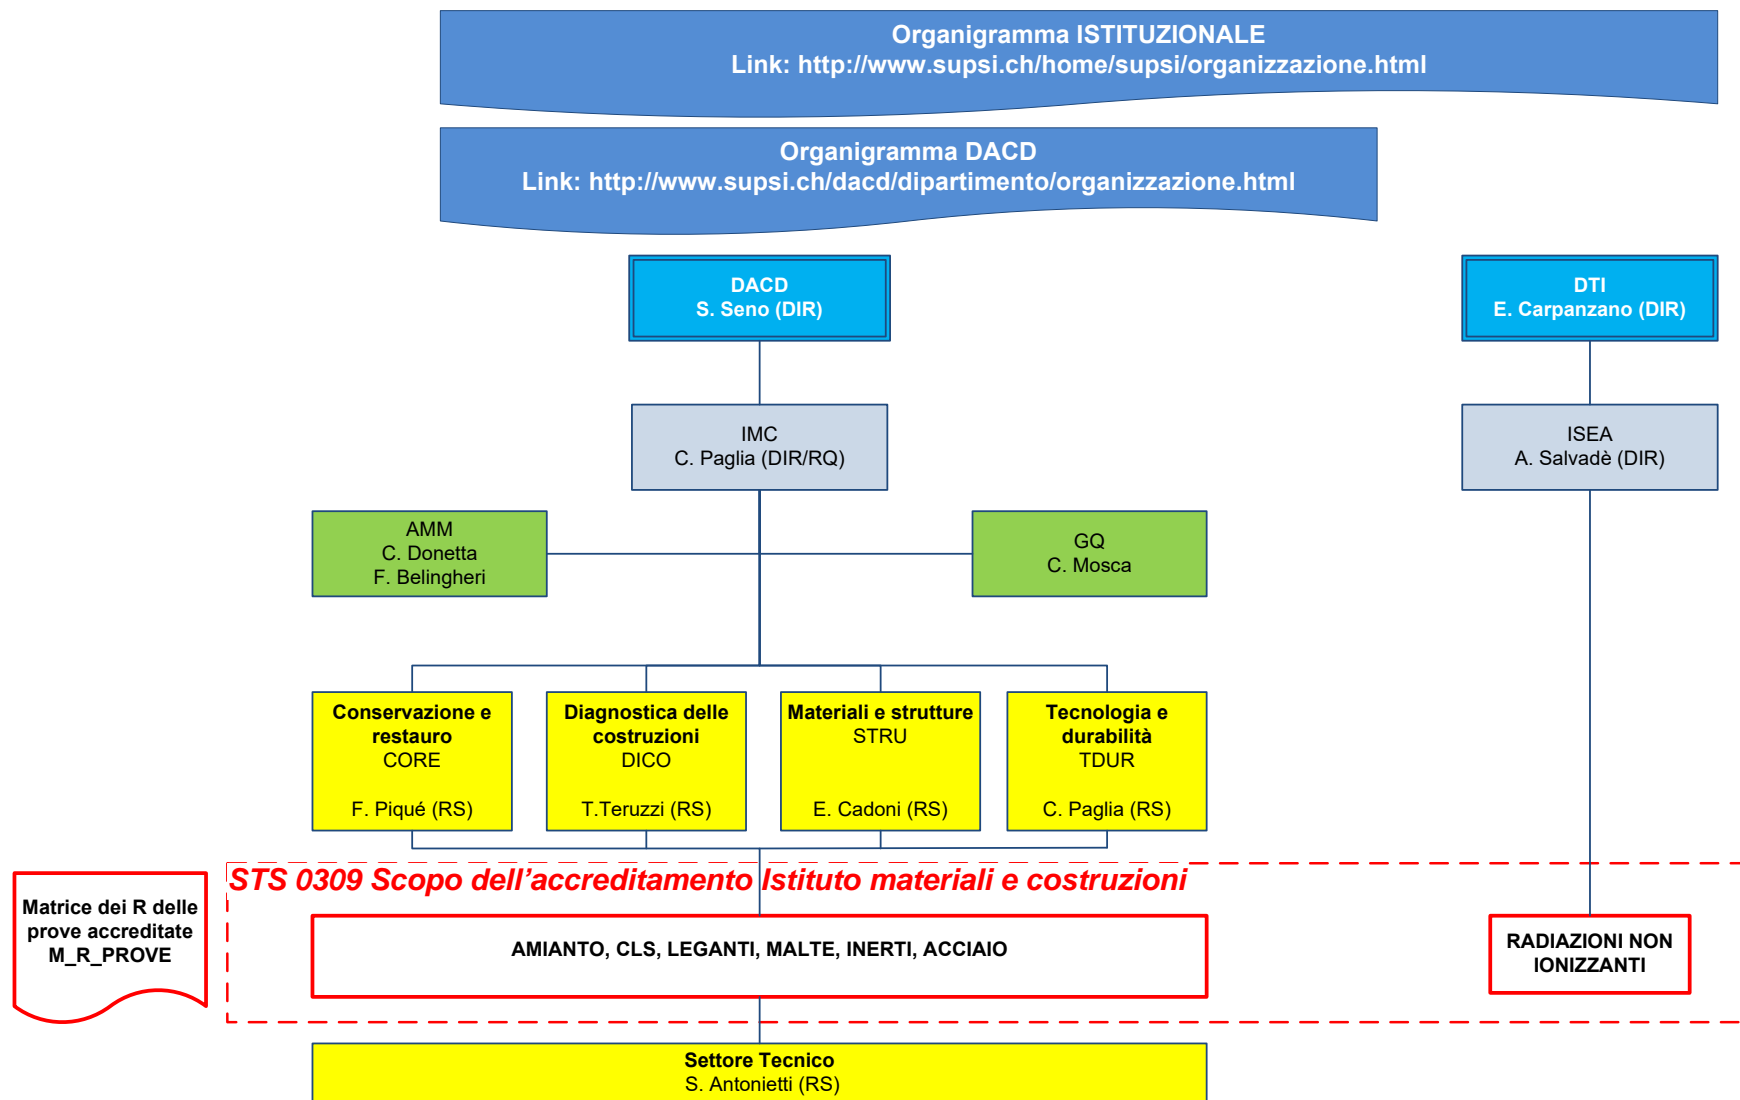 Organigramma ISTITUZIONALE
Link: http://www.supsi.ch/home/supsi/organizzazione.html
Organigramma DACD
Link: http://www.supsi.ch/dacd/dipartimento/organizzazione.html
DACD
S. Seno (DIR)
DTI
E. Carpanzano (DIR)
IMC
C. Paglia (DIR/RQ)
ISEA
A. Salvadè (DIR)
AMM
C. Donetta
F. Belingheri
GQ
C. Mosca
Conservazione e
restauro
CORE
F. Piqué (RS)
Diagnostica delle
costruzioni
DICO
T.Teruzzi (RS)
Materiali e strutture
STRU
E. Cadoni (RS)
Tecnologia e
durabilità
TDUR
C. Paglia (RS)
STS 0309 Scopo dell'accreditamento Istituto materiali e costruzioni
Matrice dei R delle
prove accreditate
M_R_PROVE
AMIANTO, CLS, LEGANTI, MALTE, INERTI, ACCIAIO
RADIAZIONI NON
IONIZZANTI
Settore Tecnico
S. Antonietti (RS)